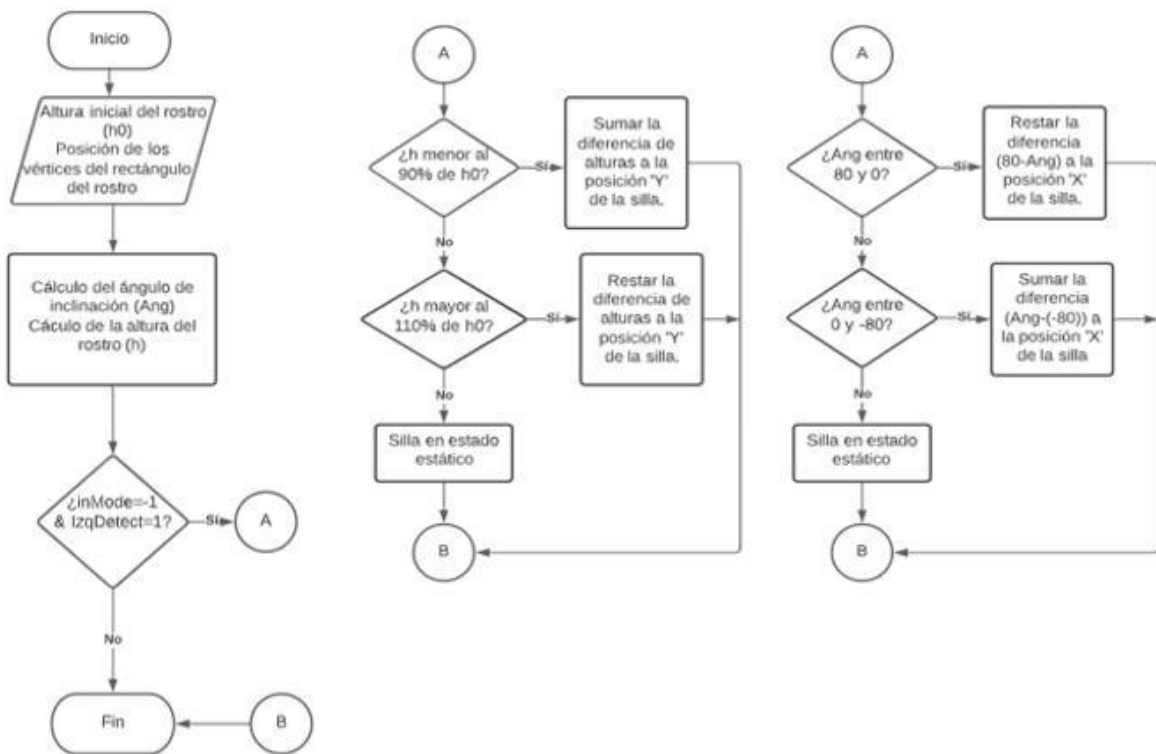 Inicio
Altura inicial del rostro
(h0)
Posición de los
vértices del rectángulo
del rostro
Cálculo del ángulo de
inclinación (Ang)
Cáculo de la altura del
rostro (h)
¿inMode=-1
& IzqDetect=1?
Sí
A
No
Fin
B
A
¿h menor al
90% de h0?
Sí
Sumar la
diferencia de
alturas a la
posición 'Y'
de la silla.
No
¿h mayor al
110% de h0?
Sí
Restar la
diferencia de
alturas a la
posición 'Y'
de la silla.
No
Silla en estado
estático
B
A
¿Ang entre
80 y 0?
Sí
Restar la
diferencia
(80-Ang) a la
posición 'X'
de la silla.
No
¿Ang entre
0 y -80?
Sí
Sumar la
diferencia
(Ang-(-80)) a
la posición 'X'
de la silla
No
Silla en estado
estático
B